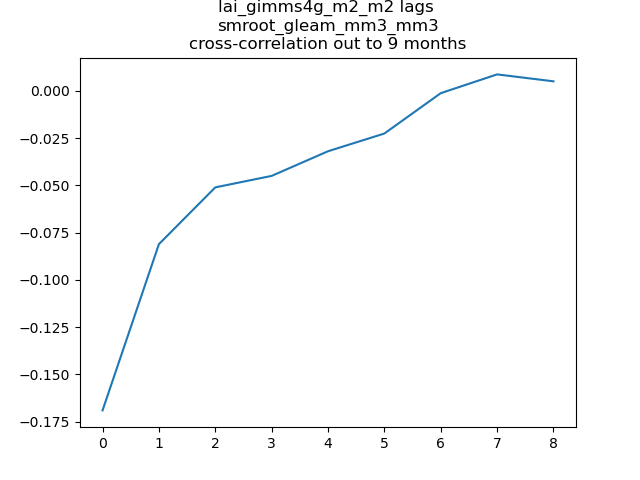 lai_gimms4g_m2_m2 lags
smroot_gleam_mm3_mm3
cross-correlation out to 9 months
0.000
−0.025
−0.050
−0.075
−0.100
−0.125
−0.150
−0.175
0 1 2 3 4 5 6 7 8